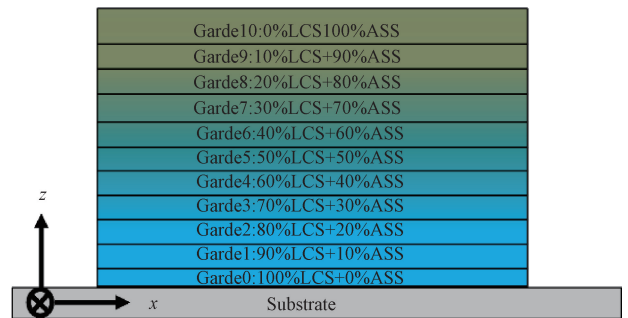 Garde10:0%LCS100%ASS
Garde9:10%LCS+90%ASS
Garde8:20%LCS+80%ASS
Garde7:30%LCS+70%ASS
Garde6:40%LCS+60%ASS
Garde5:50%LCS+50%ASS
Garde4:60%LCS+40%ASS
Garde3:70%LCS+30%ASS
Garde2:80%LCS+20%ASS
Garde1:90%LCS+10%ASS
Garde0:100%LCS+0%ASS
z
x
Substrate